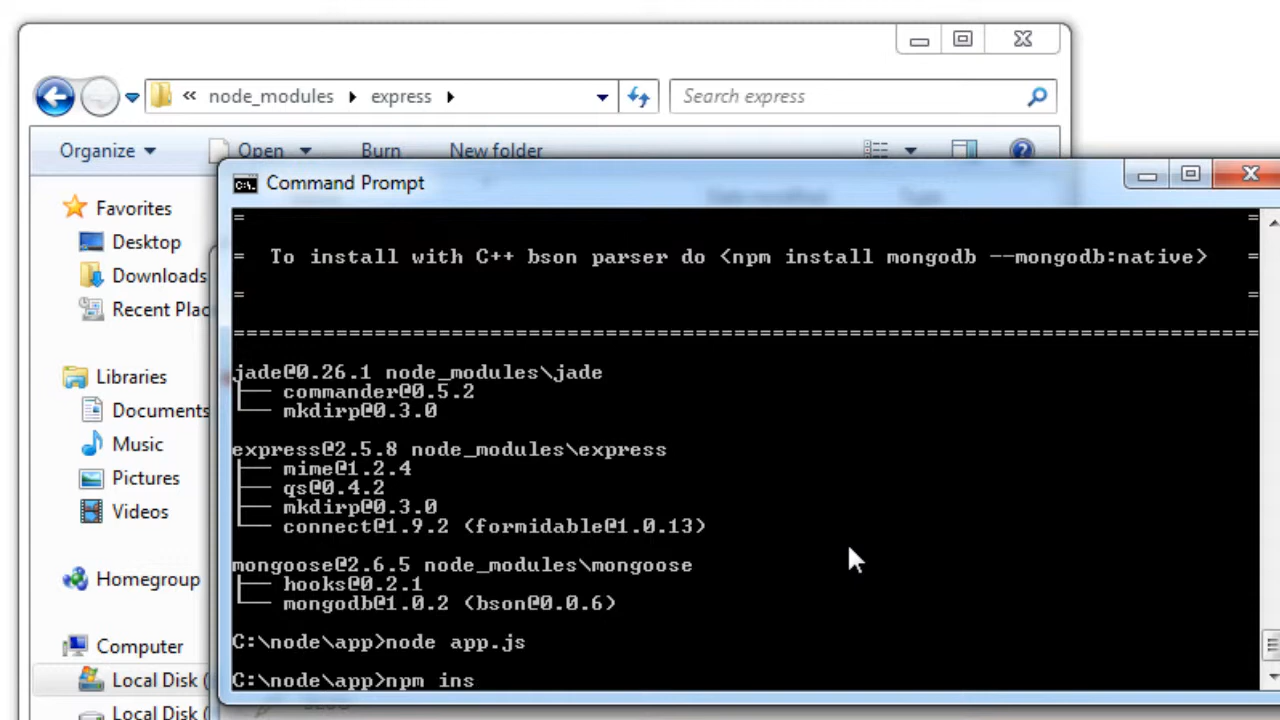 « node_modules express
Search express
Organize
Open
Burn
New folder
Command Prompt
Favorites
Desktop
Downloads
Recent Plac
Libraries
Documents
Music
Pictures
Videos
Homegroup
Computer
Local Disk (
Local Disk (
= =
= To install with C++ bson parser do <npm install mongodb --mongodb:native> =
= =
================================================================================
jade@0.26.1 node_modules\jade
├── commander@0.5.2
└── mkdirp@0.3.0
express@2.5.8 node_modules\express
├── mime@1.2.4
├── qs@0.4.2
├── mkdirp@0.3.0
└── connect@1.9.2 (formidable@1.0.13)
mongoose@2.6.5 node_modules\mongoose
├── hooks@0.2.1
└── mongodb@1.0.2 (bson@0.0.6)
C:\node\app>node app.js
C:\node\app>npm ins